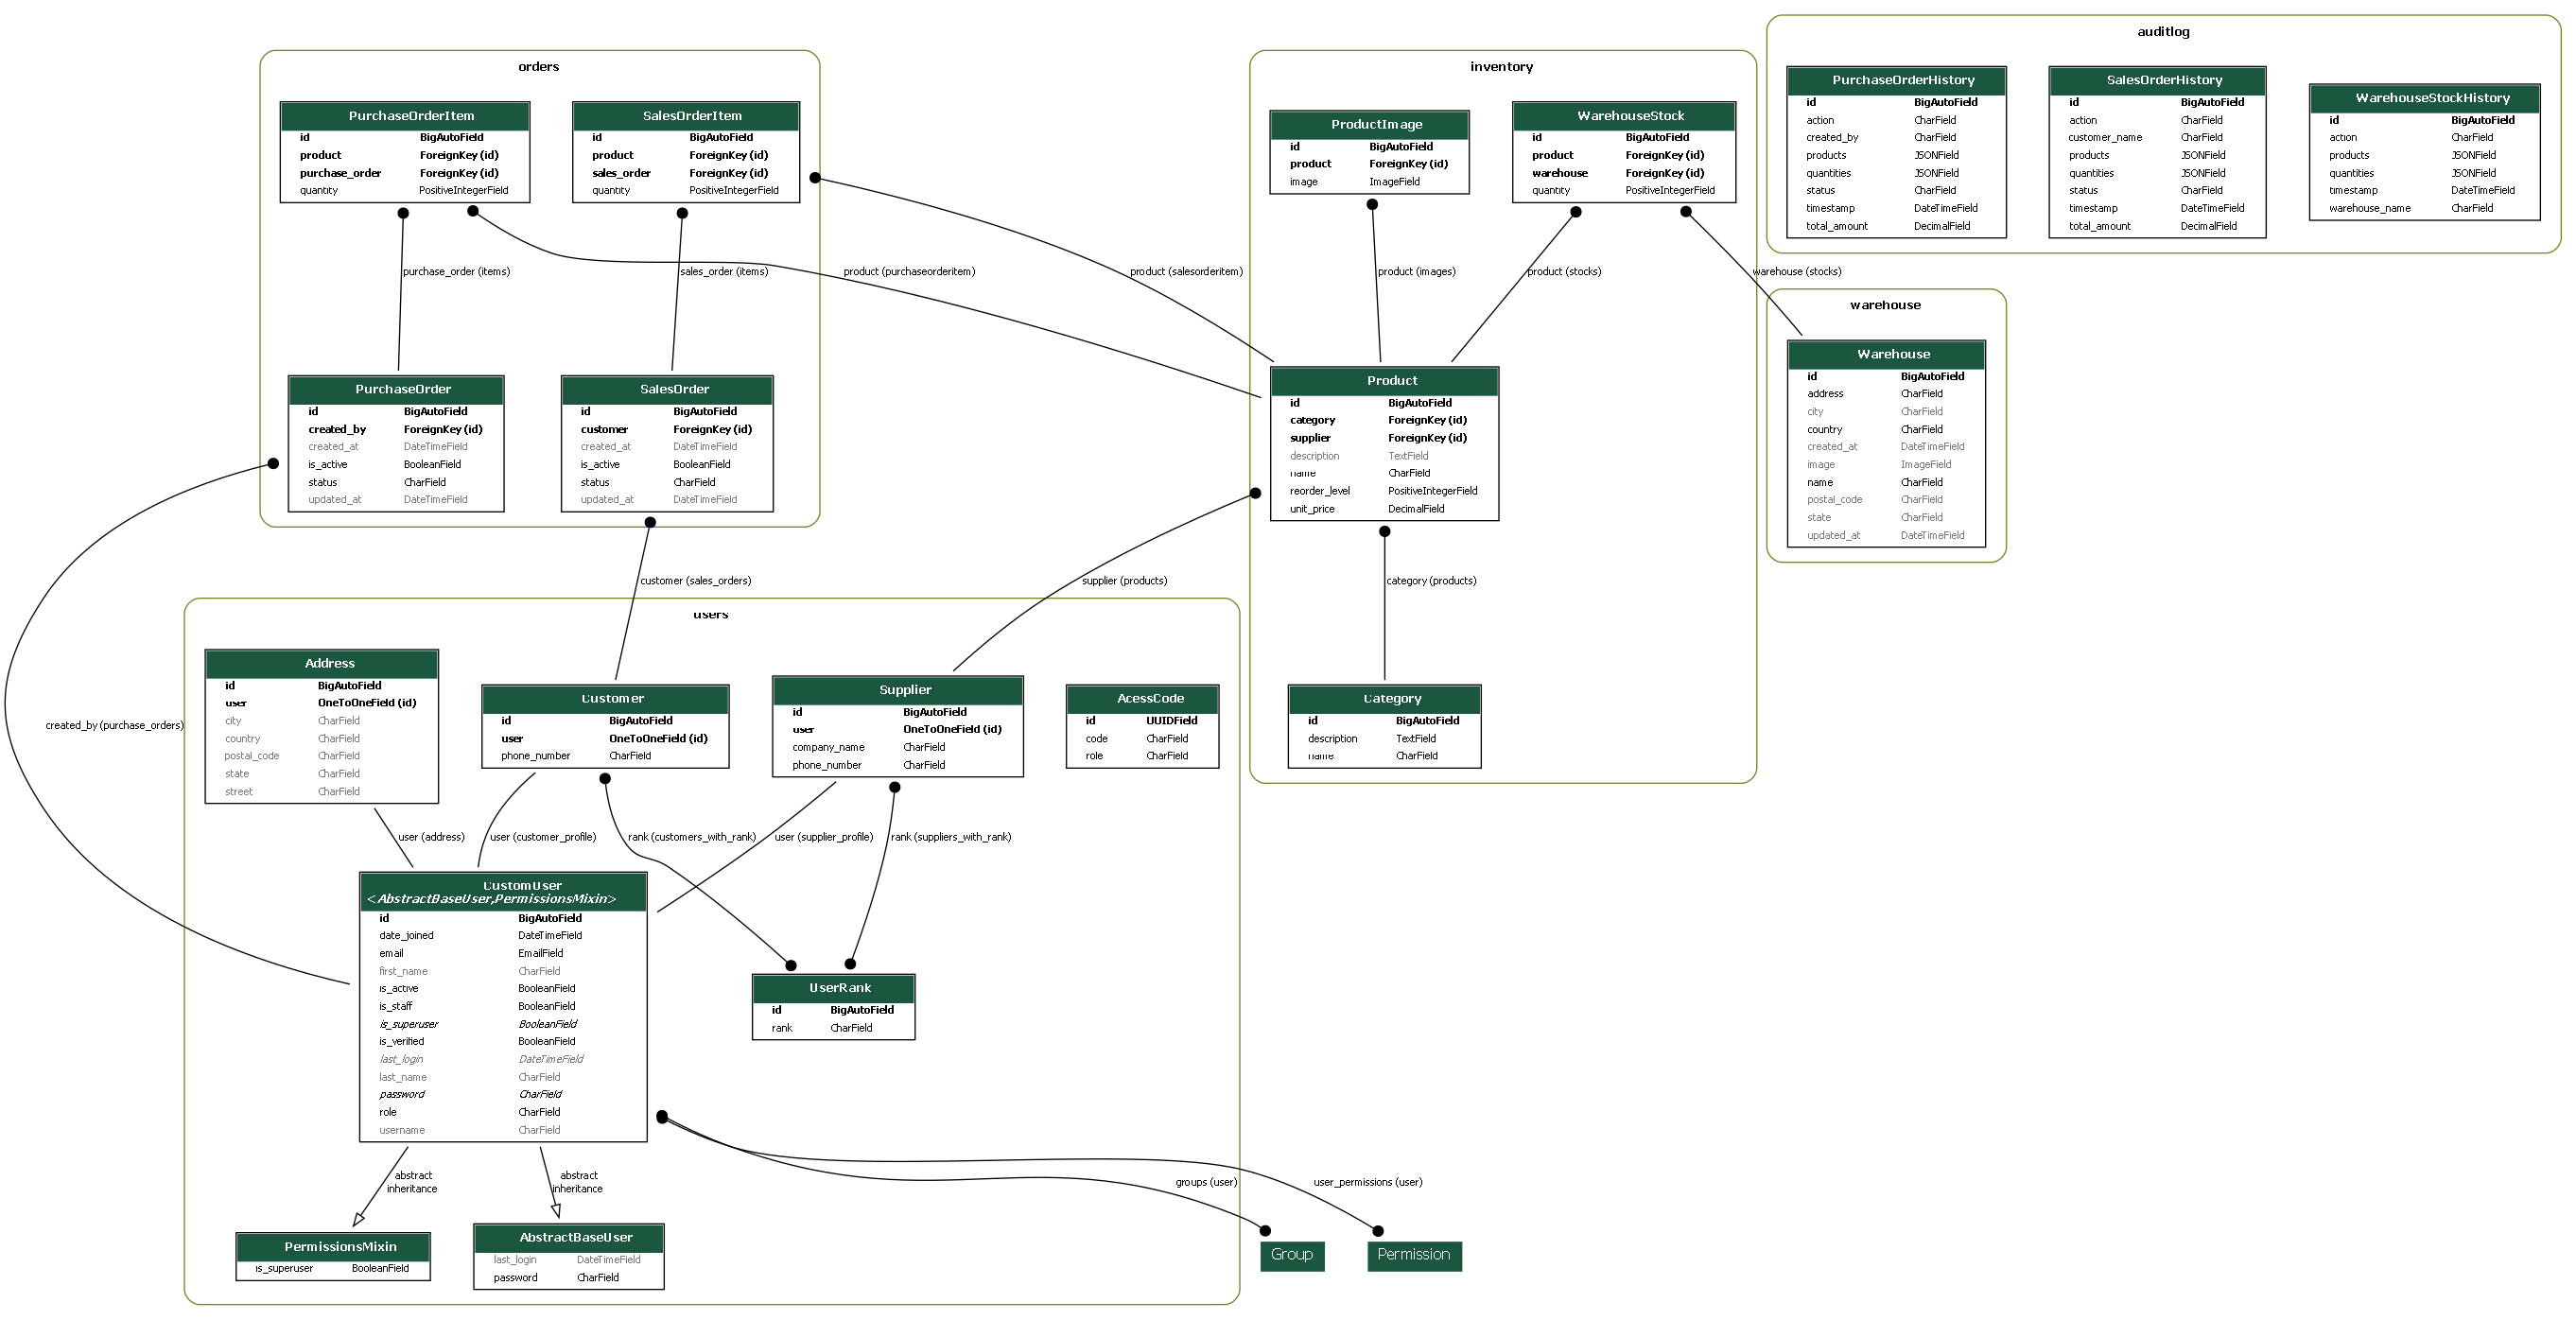 orders
PurchaseOrderItem
id BigAutoField
product ForeignKey (id)
purchase_order ForeignKey (id)
quantity PositiveIntegerField
SalesOrderItem
id BigAutoField
product ForeignKey (id)
sales_order ForeignKey (id)
quantity PositiveIntegerField
purchase_order (items)
sales_order (items)
product (purchaseorderitem)
product (salesorderitem)
PurchaseOrder
id BigAutoField
created_by ForeignKey (id)
created_at DateTimeField
is_active BooleanField
status CharField
updated_at DateTimeField
SalesOrder
id BigAutoField
customer ForeignKey (id)
created_at DateTimeField
is_active BooleanField
status CharField
updated_at DateTimeField
inventory
ProductImage
id BigAutoField
product ForeignKey (id)
image ImageField
WarehouseStock
id BigAutoField
product ForeignKey (id)
warehouse ForeignKey (id)
quantity PositiveIntegerField
product (images)
product (stocks)
warehouse (stocks)
Product
id BigAutoField
category ForeignKey (id)
supplier ForeignKey (id)
description TextField
name CharField
reorder_level PositiveIntegerField
unit_price DecimalField
category (products)
Category
id BigAutoField
description TextField
name CharField
auditlog
PurchaseOrderHistory
id BigAutoField
action CharField
created_by CharField
products JSONField
quantities JSONField
status CharField
timestamp DateTimeField
total_amount DecimalField
SalesOrderHistory
id BigAutoField
action CharField
customer_name CharField
products JSONField
quantities JSONField
status CharField
timestamp DateTimeField
total_amount DecimalField
WarehouseStockHistory
id BigAutoField
action CharField
products JSONField
quantities JSONField
timestamp DateTimeField
warehouse_name CharField
warehouse
Warehouse
id BigAutoField
address CharField
city CharField
country CharField
created_at DateTimeField
image ImageField
name CharField
postal_code CharField
state CharField
updated_at DateTimeField
customer (sales_orders)
supplier (products)
created_by (purchase_orders)
users
Address
id BigAutoField
user OneToOneField (id)
city CharField
country CharField
postal_code CharField
state CharField
street CharField
Customer
id BigAutoField
user OneToOneField (id)
phone_number CharField
Supplier
id BigAutoField
user OneToOneField (id)
company_name CharField
phone_number CharField
AcessCode
id UUIDField
code CharField
role CharField
user (address)
user (customer_profile)
rank (customers_with_rank)
user (supplier_profile)
rank (suppliers_with_rank)
CustomUser
<AbstractBaseUser,PermissionsMixin>
id BigAutoField
date_joined DateTimeField
email EmailField
first_name CharField
is_active BooleanField
is_staff BooleanField
is_superuser BooleanField
is_verified BooleanField
last_login DateTimeField
last_name CharField
password CharField
role CharField
username CharField
UserRank
id BigAutoField
rank CharField
abstract
inheritance
abstract
inheritance
groups (user)
user_permissions (user)
PermissionsMixin
is_superuser BooleanField
AbstractBaseUser
last_login DateTimeField
password CharField
Group
Permission